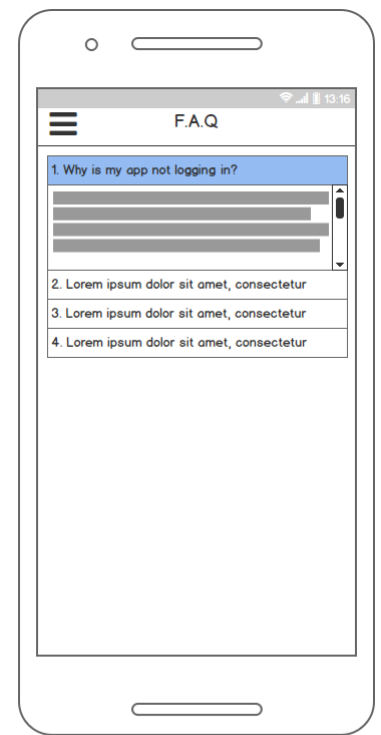 13:16
F.A.Q
1. Why is my app not logging in?
2. Lorem ipsum dolor sit amet, consectetur
3. Lorem ipsum dolor sit amet, consectetur
4. Lorem ipsum dolor sit amet, consectetur